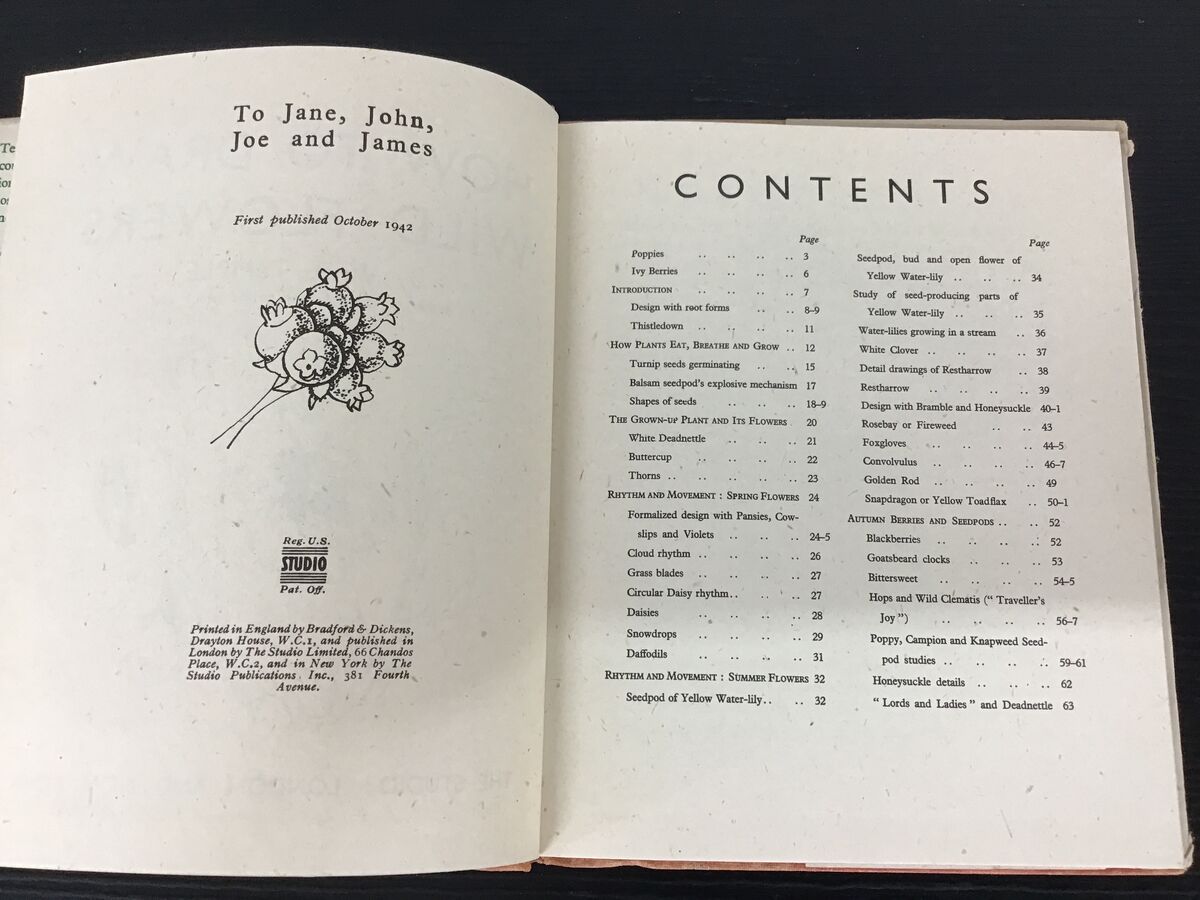 Te
To Jane, John,
Joe and James
First published October 1942
Reg. U.S.
STUDIO
Pat. Off.
Printed in England by Bradford & Dickens,
Drayton House, W.C.1, and published in
London by The Studio Limited, 66 Chandos
Place, W.C.2, and in New York by The
Studio Publications Inc., 381 Fourth
Avenue.
CONTENTS
Page
Poppies .. .. .. .. 3
Ivy Berries .. .. .. .. 6
INTRODUCTION .. .. .. .. 7
Design with root forms .. .. 8–9
Thistledown .. .. .. .. 11
HOW PLANTS EAT, BREATHE AND GROW .. 12
Turnip seeds germinating .. .. 15
Balsam seedpod's explosive mechanism 17
Shapes of seeds .. .. .. 18–9
THE GROWN-UP PLANT AND ITS FLOWERS 20
White Deadnettle .. .. .. 21
Buttercup .. .. .. .. 22
Thorns .. .. .. .. .. 23
RHYTHM AND MOVEMENT : SPRING FLOWERS 24
Formalized design with Pansies, Cow-
slips and Violets .. .. .. 24–5
Cloud rhythm .. .. .. .. 26
Grass blades .. .. .. .. 27
Circular Daisy rhythm .. .. .. 27
Daisies .. .. .. .. 28
Snowdrops .. .. .. .. 29
Daffodils .. .. .. .. 31
RHYTHM AND MOVEMENT : SUMMER FLOWERS 32
Seedpod of Yellow Water-lily .. .. 32
Page
Seedpod, bud and open flower of
Yellow Water-lily .. .. .. 34
Study of seed-producing parts of
Yellow Water-lily .. .. .. 35
Water-lilies growing in a stream .. 36
White Clover .. .. .. .. 37
Detail drawings of Restharrow .. 38
Restharrow .. .. .. .. 39
Design with Bramble and Honeysuckle 40–1
Rosebay or Fireweed .. .. 43
Foxgloves .. .. .. .. 44–5
Convolvulus .. .. .. .. 46–7
Golden Rod .. .. .. .. 49
Snapdragon or Yellow Toadflax .. 50–1
AUTUMN BERRIES AND SEEDPODS .. .. 52
Blackberries .. .. .. .. 52
Goatsbeard clocks .. .. .. 53
Bittersweet .. .. .. .. 54–5
Hops and Wild Clematis (" Traveller's
Joy ") .. .. .. .. 56–7
Poppy, Campion and Knapweed Seed-
pod studies .. .. .. .. 59–61
Honeysuckle details .. .. .. 62
" Lords and Ladies " and Deadnettle 63